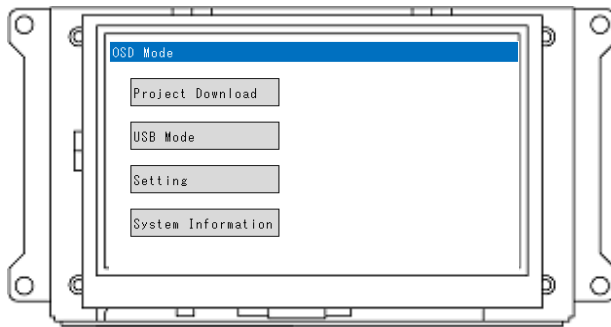 OSD Mode
Project Download
USB Mode
Setting
System Information